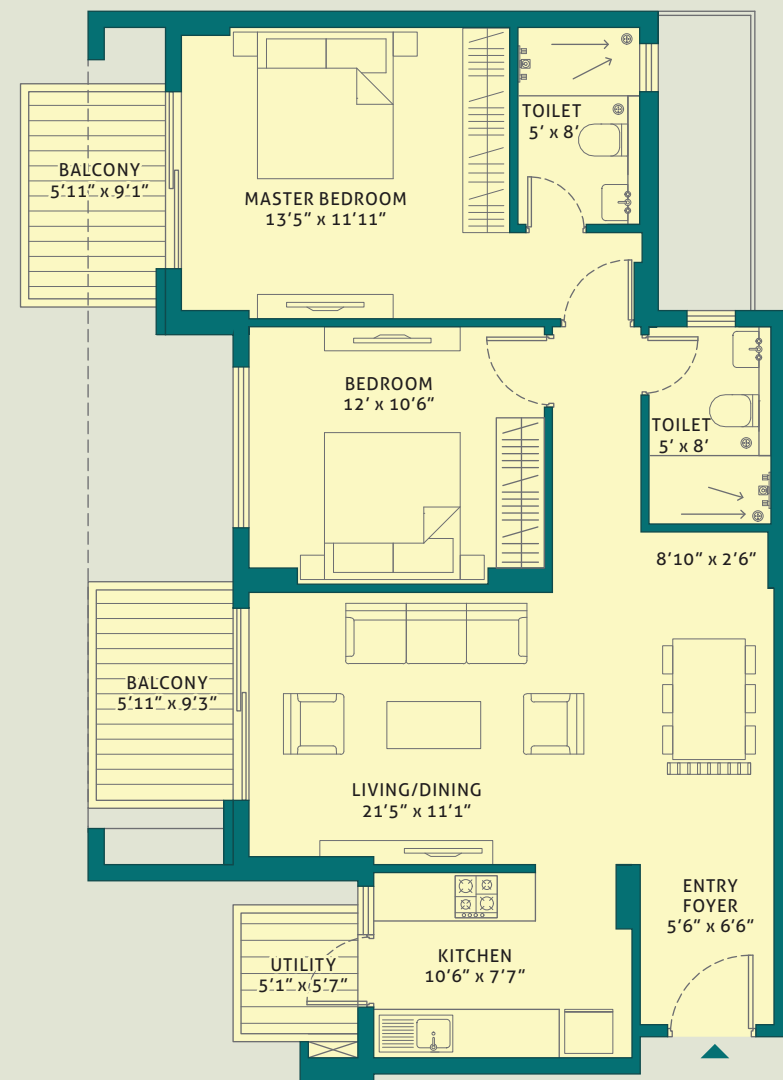 TOILET
5' x 8'
BALCONY
5'11" x 9'1"
MASTER BEDROOM
13'5" x 11'11"
BEDROOM
12' x 10'6"
TOILET
5' x 8'
8'10" x 2'6"
BALCONY
5'11" x 9'3"
LIVING/DINING
21'5" x 11'1"
ENTRY
FOYER
5'6" x 6'6"
KITCHEN
10'6" x 7'7"
UTILITY
5'1" x 5'7"